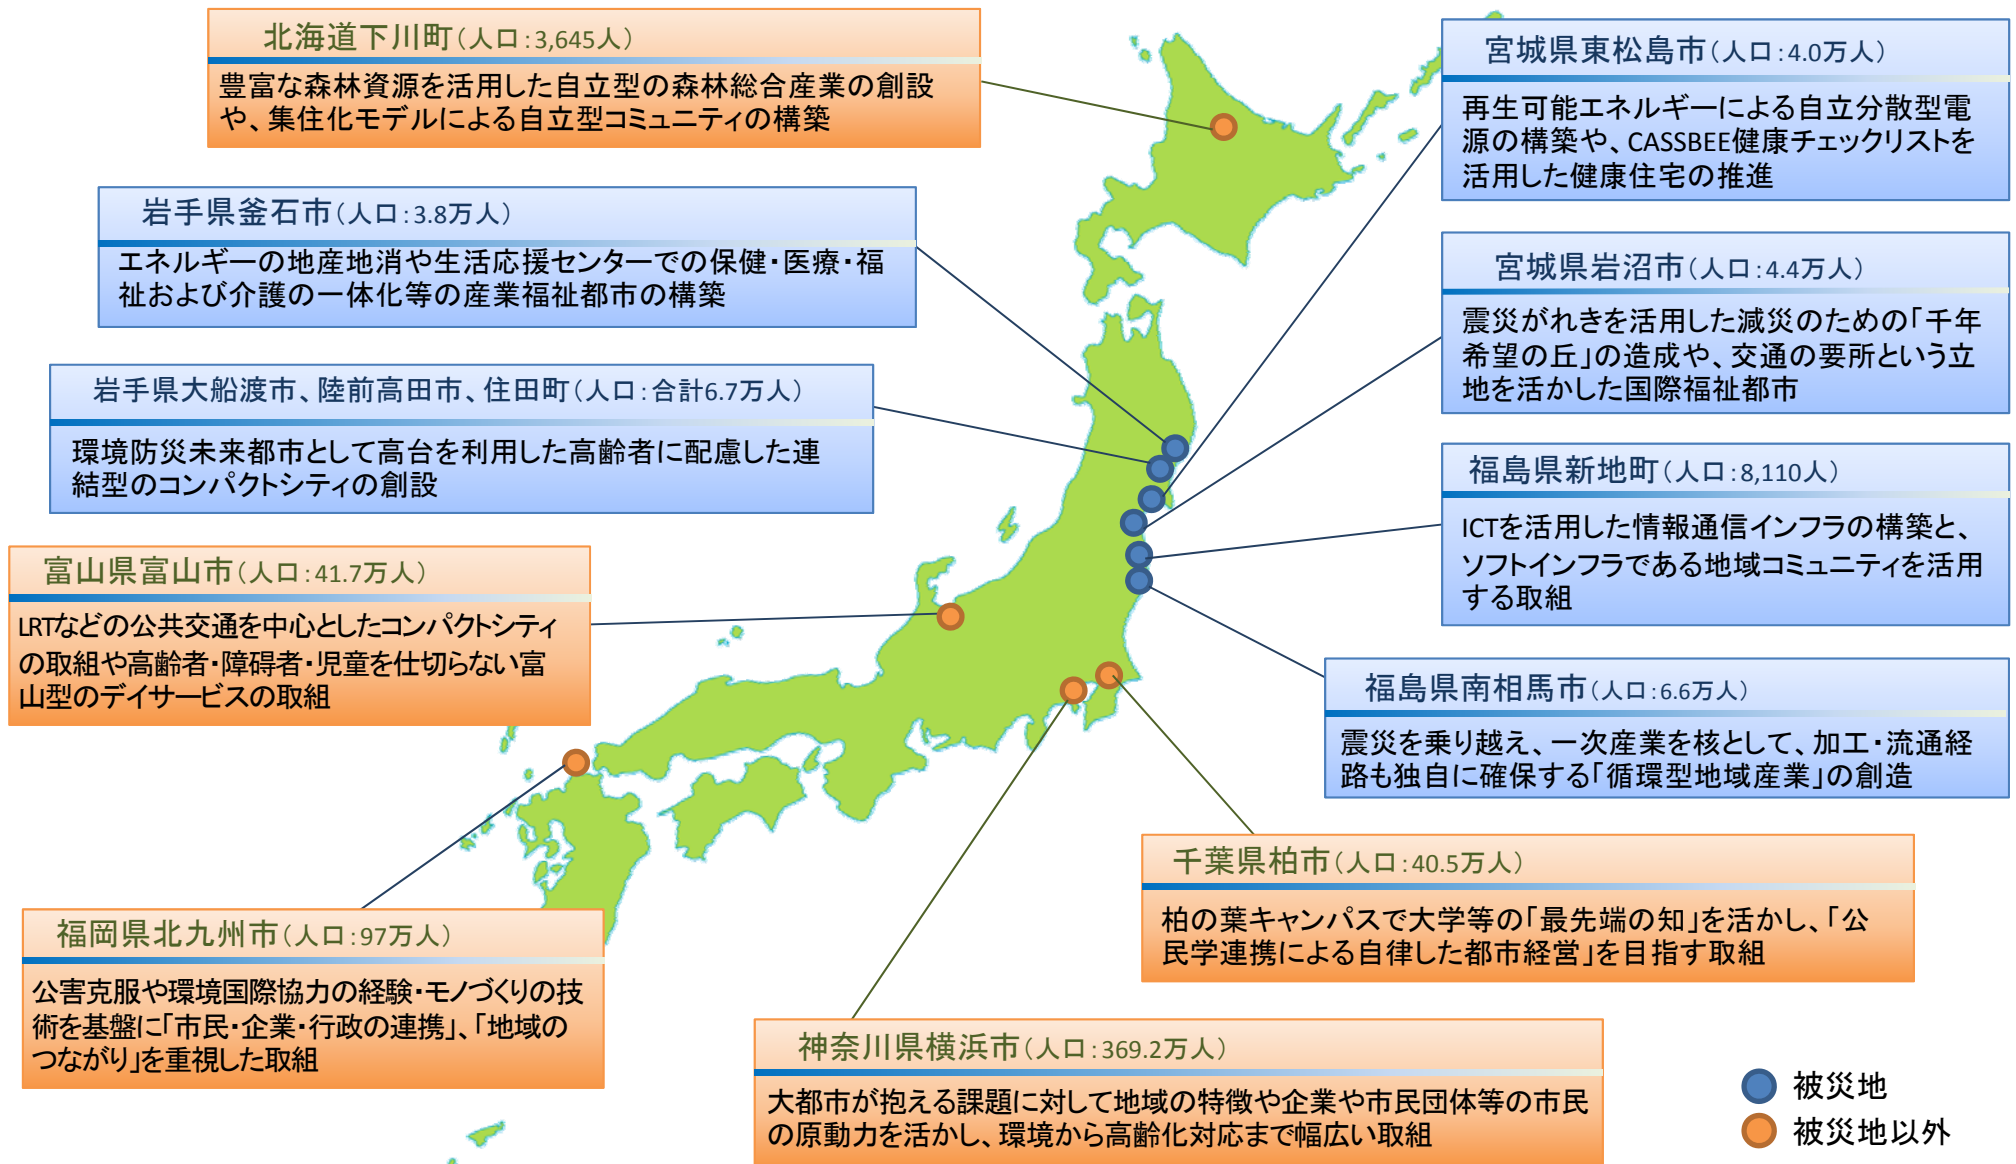 北海道下川町(人口:3,645人)
豊富な森林資源を活用した自立型の森林総合産業の創設
や、集住化モデルによる自立型コミュニティの構築
岩手県釜石市(人口:3.8万人)
エネルギーの地産地消や生活応援センターでの保健・医療・福
祉および介護の一体化等の産業福祉都市の構築
岩手県大船渡市、陸前高田市、住田町(人口:合計6.7万人)
環境防災未来都市として高台を利用した高齢者に配慮した連
結型のコンパクトシティの創設
富山県富山市(人口:41.7万人)
LRTなどの公共交通を中心としたコンパクトシティ
の取組や高齢者・障碍者・児童を仕切らない富
山型のデイサービスの取組
福岡県北九州市(人口:97万人)
公害克服や環境国際協力の経験・モノづくりの技
術を基盤に「市民・企業・行政の連携」、「地域の
つながり」を重視した取組
宮城県東松島市(人口:4.0万人)
再生可能エネルギーによる自立分散型電
源の構築や、CASSBEE健康チェックリストを
活用した健康住宅の推進
宮城県岩沼市(人口:4.4万人)
震災がれきを活用した減災のための「千年
希望の丘」の造成や、交通の要所という立
地を活かした国際福祉都市
福島県新地町(人口:8,110人)
ICTを活用した情報通信インフラの構築と、
ソフトインフラである地域コミュニティを活用
する取組
福島県南相馬市(人口:6.6万人)
震災を乗り越え、一次産業を核として、加工・流通経
路も独自に確保する「循環型地域産業」の創造
千葉県柏市(人口:40.5万人)
柏の葉キャンパスで大学等の「最先端の知」を活かし、「公
民学連携による自律した都市経営」を目指す取組
神奈川県横浜市(人口:369.2万人)
大都市が抱える課題に対して地域の特徴や企業や市民団体等の市民
の原動力を活かし、環境から高齢化対応まで幅広い取組
被災地
被災地以外